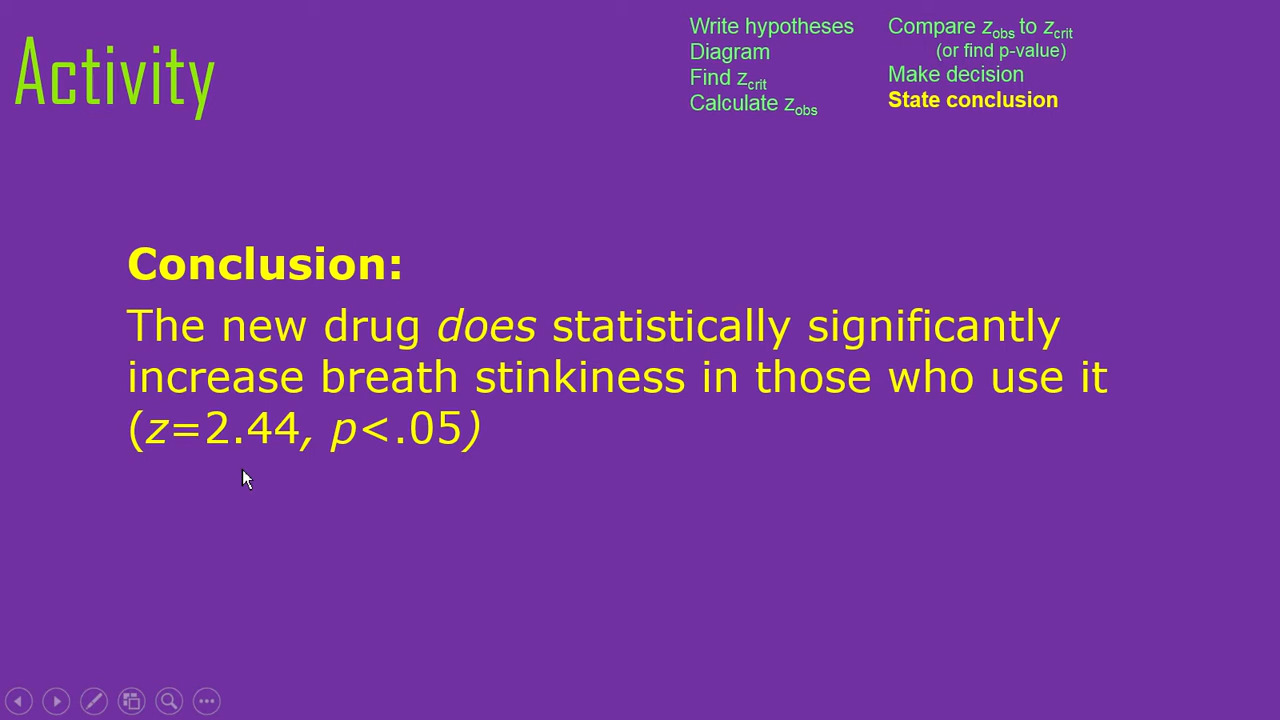 Activity
Write hypotheses
Diagram
Find zcrit
Calculate zobs
Compare zobs to zcrit
(or find p-value)
Make decision
State conclusion
Conclusion:
The new drug does statistically significantly
increase breath stinkiness in those who use it
(z=2.44, p<.05)